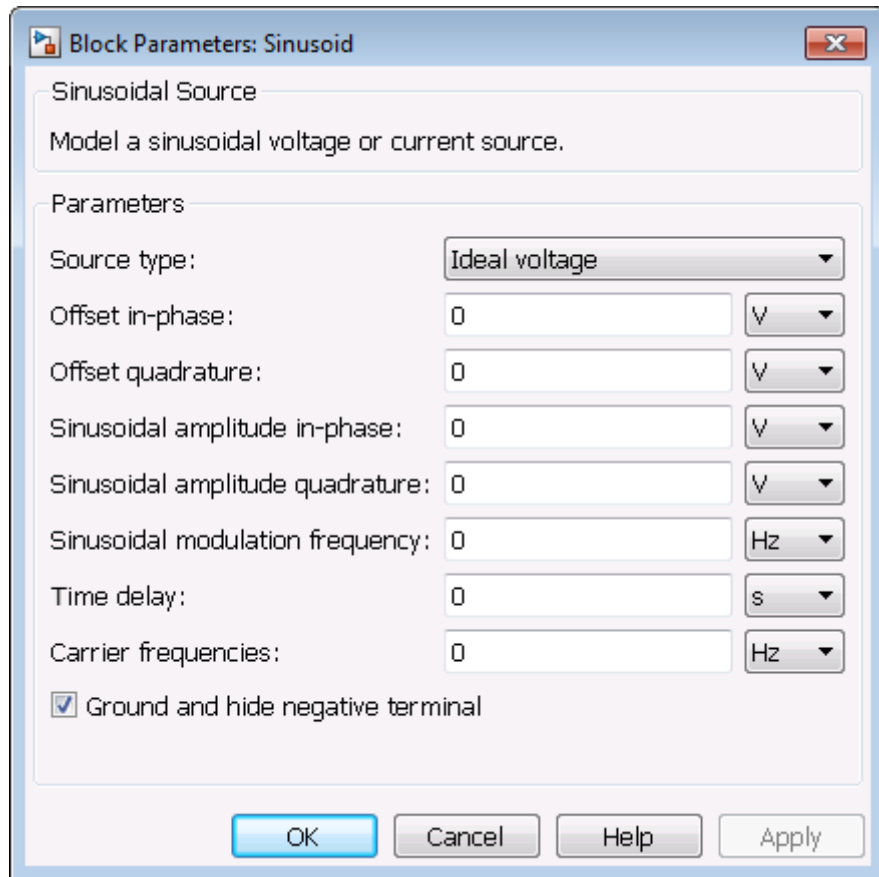 Block Parameters: Sinusoid
Sinusoidal Source
Model a sinusoidal voltage or current source.
Parameters
Source type: Ideal voltage
Offset in-phase: 0 V
Offset quadrature: 0 V
Sinusoidal amplitude in-phase: 0 V
Sinusoidal amplitude quadrature: 0 V
Sinusoidal modulation frequency: 0 Hz
Time delay: 0 s
Carrier frequencies: 0 Hz
Ground and hide negative terminal
OK Cancel Help Apply